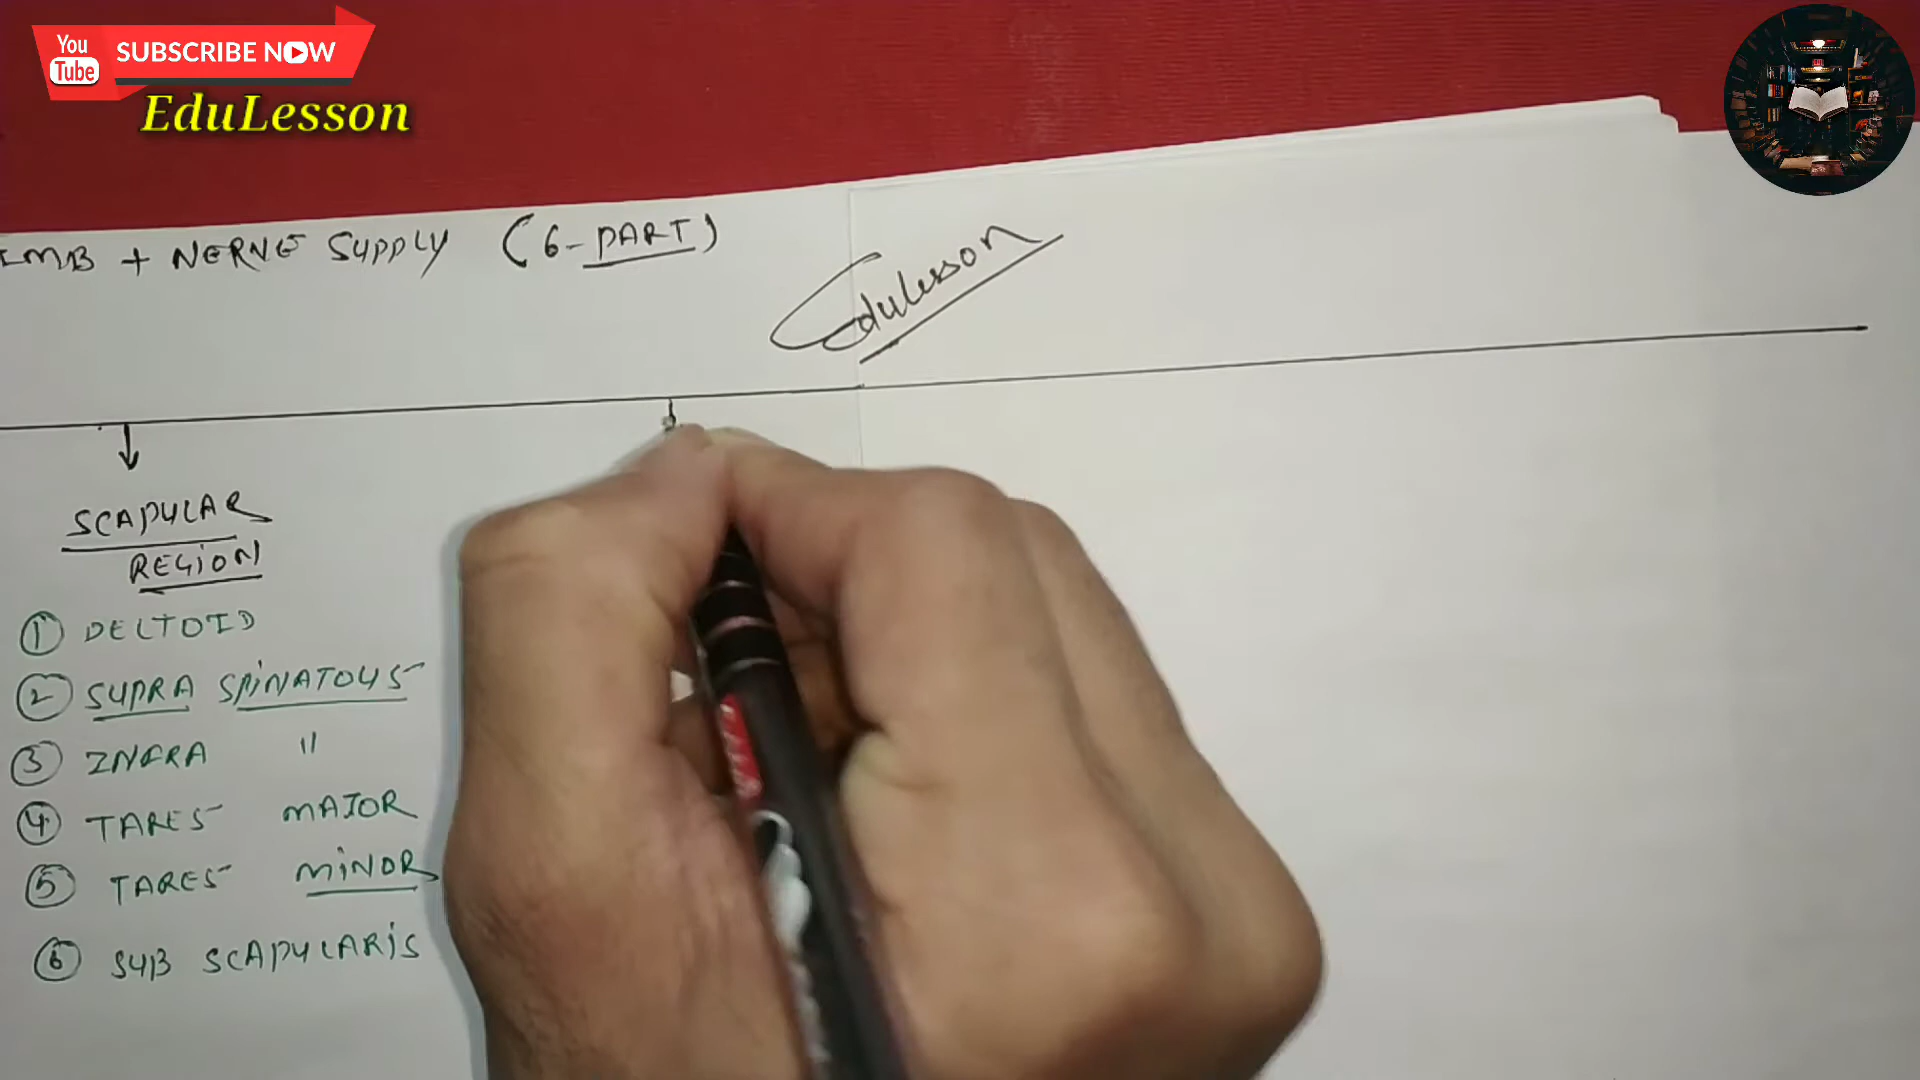 You
Tube
SUBSCRIBE NOW
EduLesson
IMB + NERVE SUPPLY (6-PART)
EduLesson
SCAPULAR
REGION
① DELTOID
② SUPRA SPINATOUS
③ INFRA "
④ TARES MAJOR
⑤ TARES MINOR
⑥ SUB SCAPULARIS